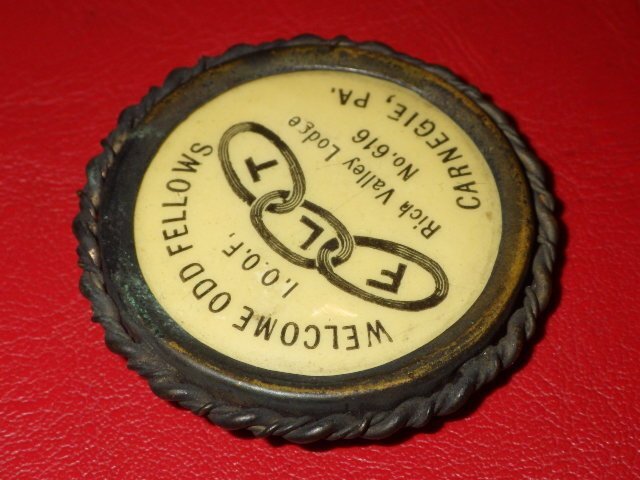 WELCOME ODD FELLOWS
I.O.O.F.
F L T
Rich Valley Lodge
No. 616
CARNEGIE, PA.